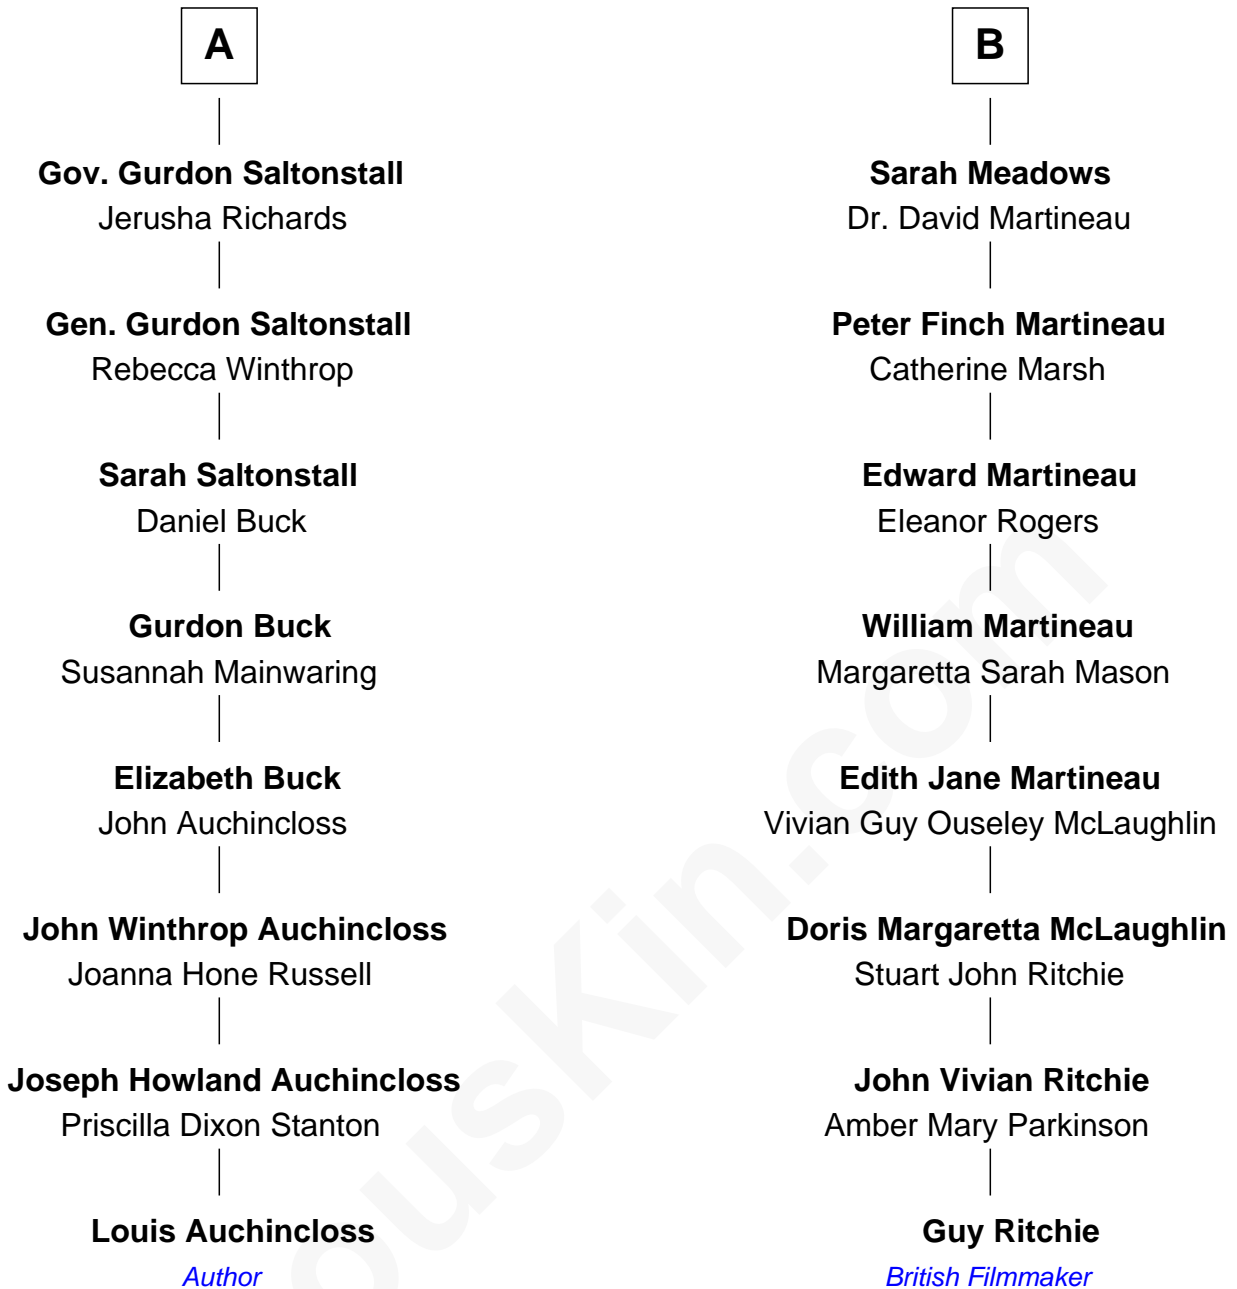 A
Gov. Gurdon Saltonstall
Jerusha Richards
Gen. Gurdon Saltonstall
Rebecca Winthrop
Sarah Saltonstall
Daniel Buck
Gurdon Buck
Susannah Mainwaring
Elizabeth Buck
John Auchincloss
John Winthrop Auchincloss
Joanna Hone Russell
Joseph Howland Auchincloss
Priscilla Dixon Stanton
Louis Auchincloss
Author
B
Sarah Meadows
Dr. David Martineau
Peter Finch Martineau
Catherine Marsh
Edward Martineau
Eleanor Rogers
William Martineau
Margaretta Sarah Mason
Edith Jane Martineau
Vivian Guy Ouseley McLaughlin
Doris Margaretta McLaughlin
Stuart John Ritchie
John Vivian Ritchie
Amber Mary Parkinson
Guy Ritchie
British Filmmaker
ousKin.com